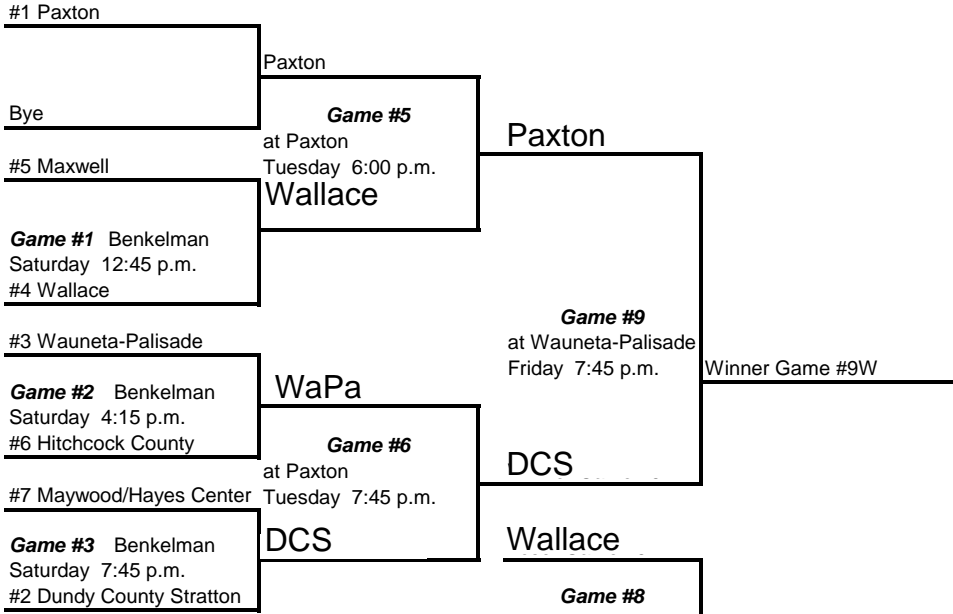 #1 Paxton
Paxton
Bye
Game #5
at Paxton
Tuesday 6:00 p.m.
Paxton
#5 Maxwell
Wallace
Game #1 Benkelman
Saturday 12:45 p.m.
#4 Wallace
Game #9
at Wauneta-Palisade
Friday 7:45 p.m.
Winner Game #9W
#3 Wauneta-Palisade
WaPa
Game #2 Benkelman
Saturday 4:15 p.m.
#6 Hitchcock County
Game #6
at Paxton
Tuesday 7:45 p.m.
DCS
#7 Maywood/Hayes Center
DCS
Wallace
Game #3 Benkelman
Saturday 7:45 p.m.
#2 Dundy County Stratton
Game #8